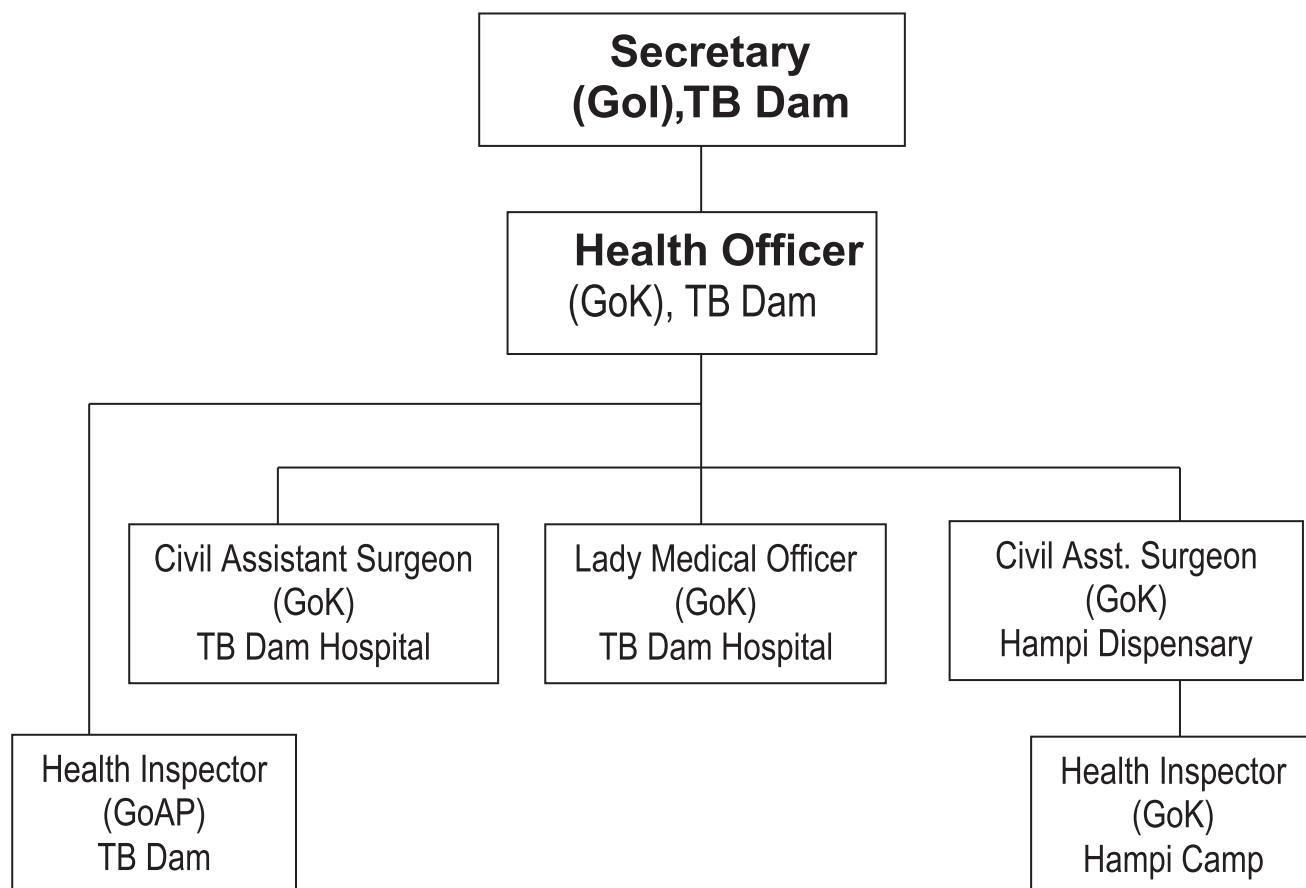 Secretary
(GoI),TB Dam
Health Officer
(GoK), TB Dam
Civil Assistant Surgeon
(GoK)
TB Dam Hospital
Lady Medical Officer
(GoK)
TB Dam Hospital
Civil Asst. Surgeon
(GoK)
Hampi Dispensary
Health Inspector
(GoAP)
TB Dam
Health Inspector
(GoK)
Hampi Camp